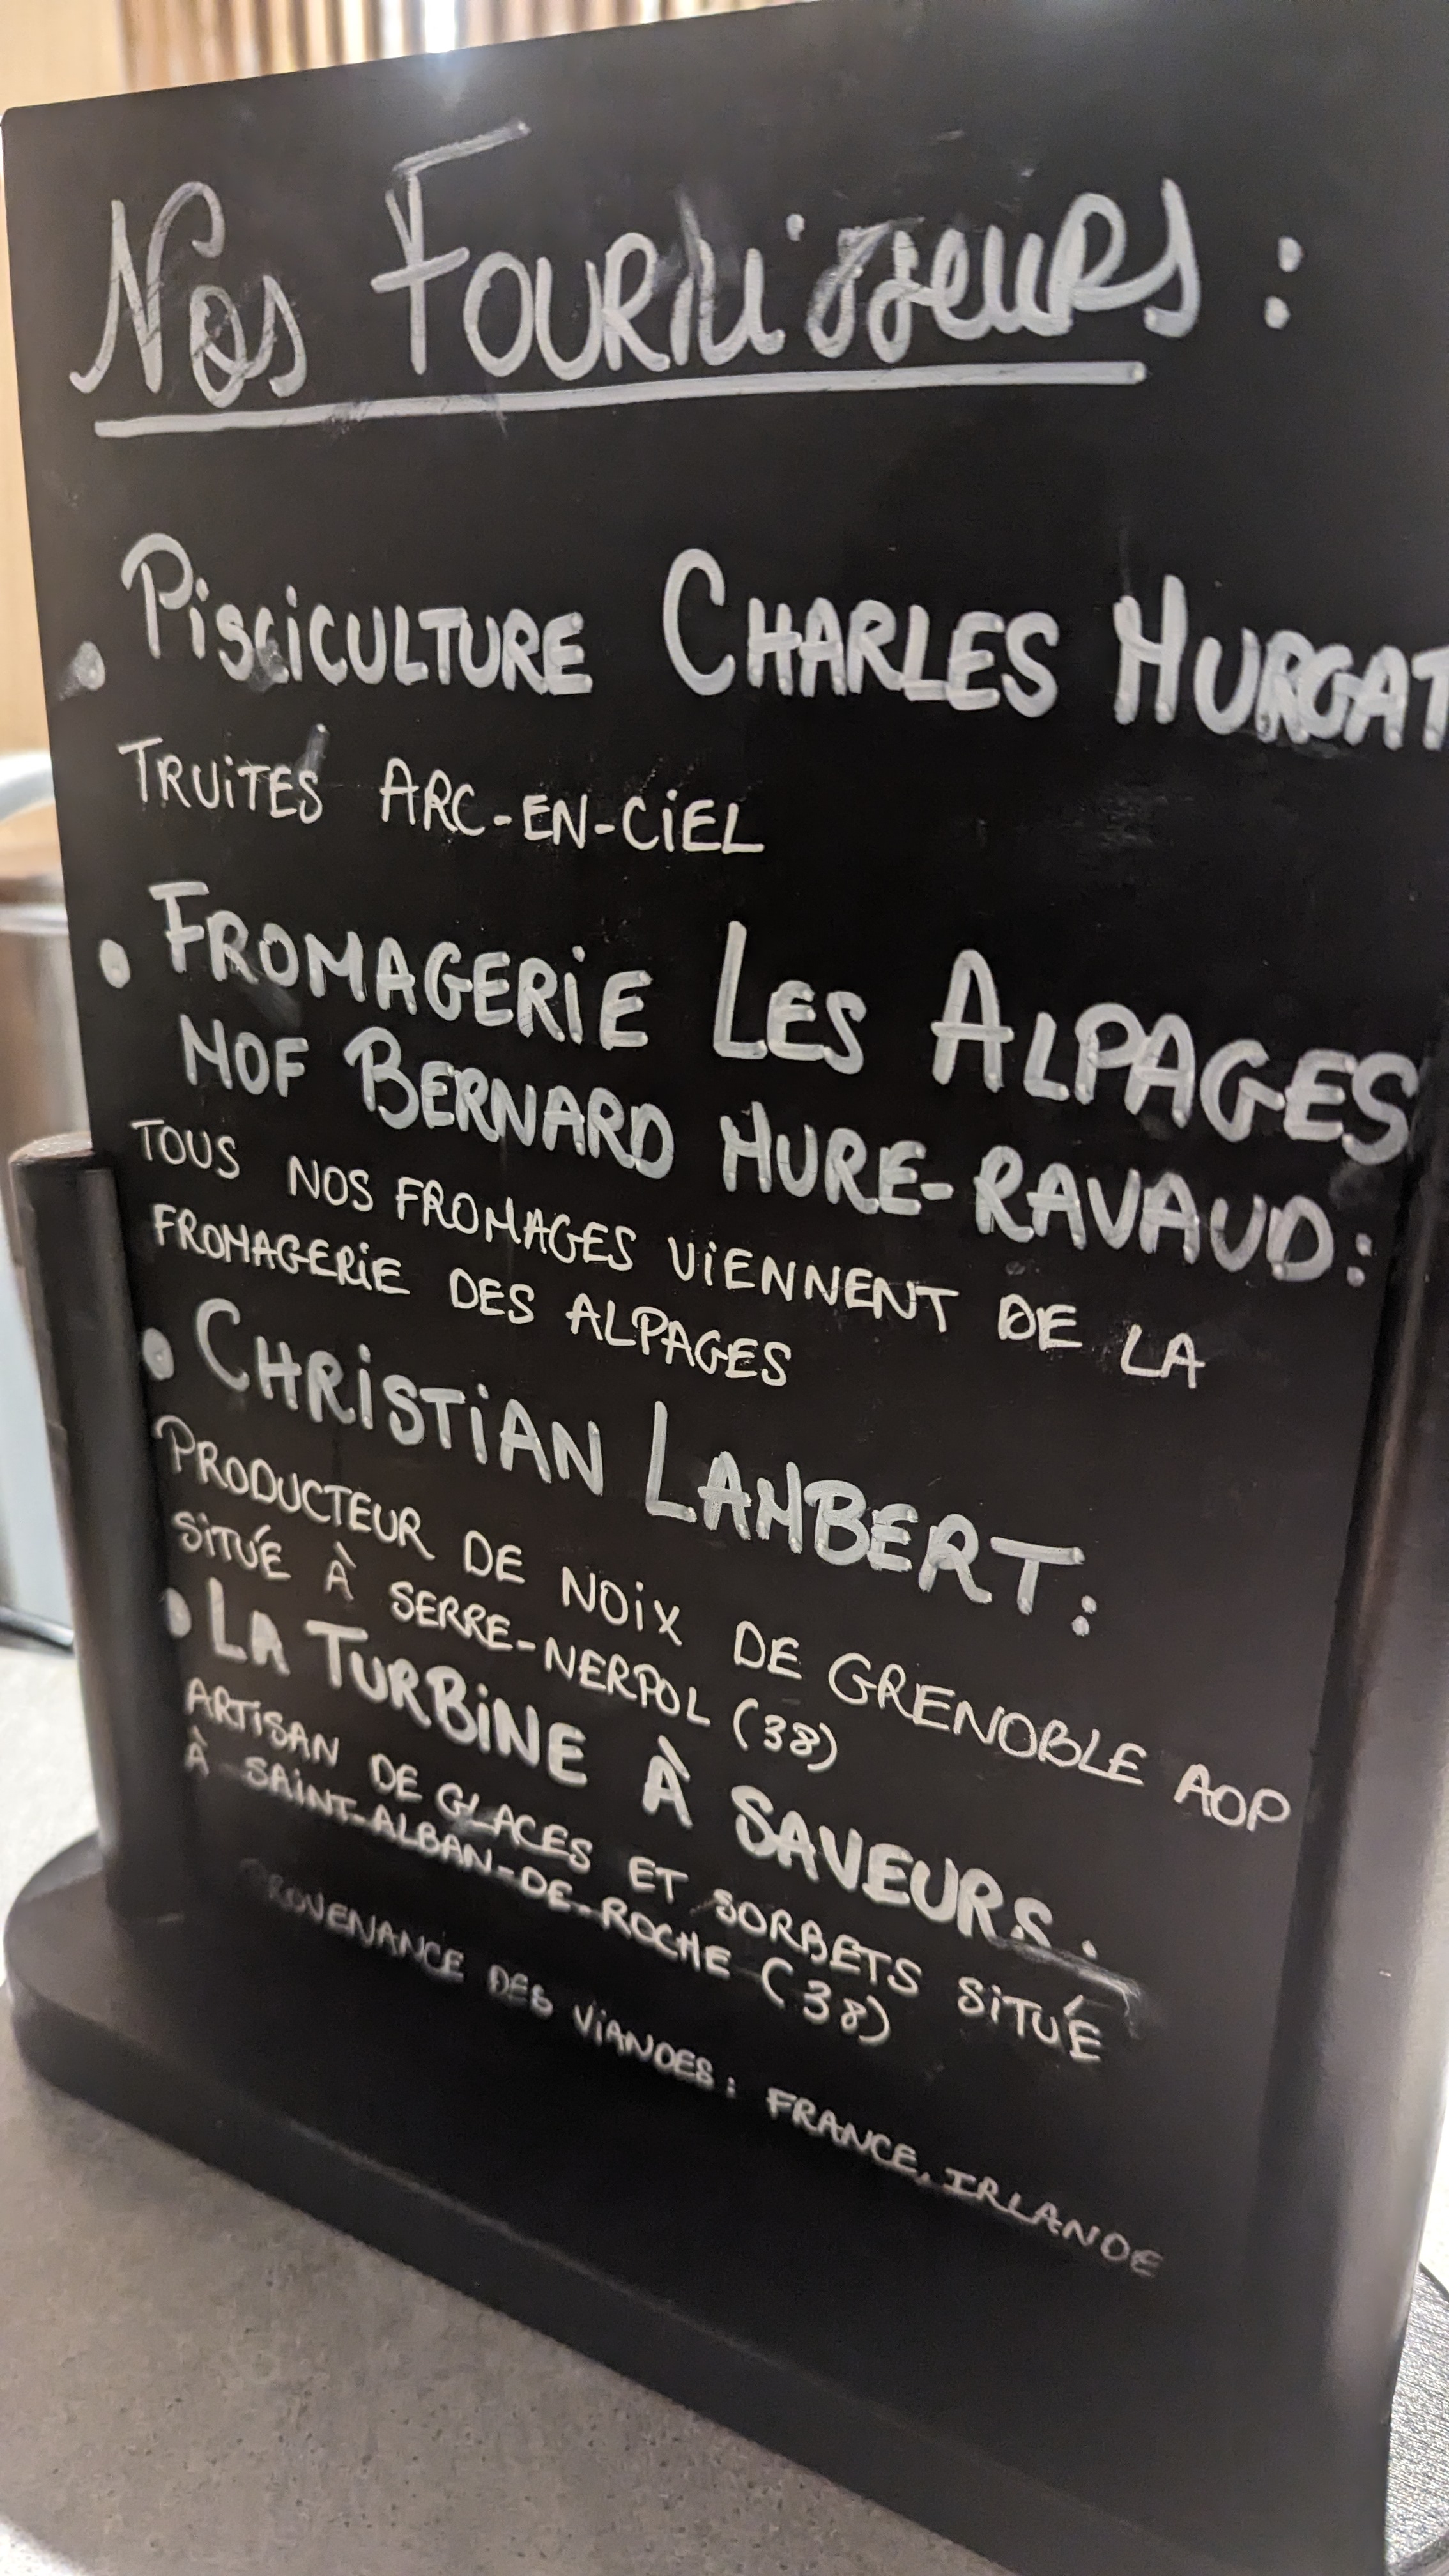 Nos Fournisseurs :
• Pisciculture Charles Murgat
Truites Arc-en-ciel
• Fromagerie Les Alpages
MOF Bernard Mure-Ravaud :
Tous nos fromages viennent de la
fromagerie des alpages
• Christian Lambert :
Producteur de noix de Grenoble AOP
situé à Serre-Nerpol (38)
• La Turbine à Saveurs .
Artisan de glaces et sorbets situé
à Saint-Alban-de-Roche (38)
Provenance des viandes : France, Irlande